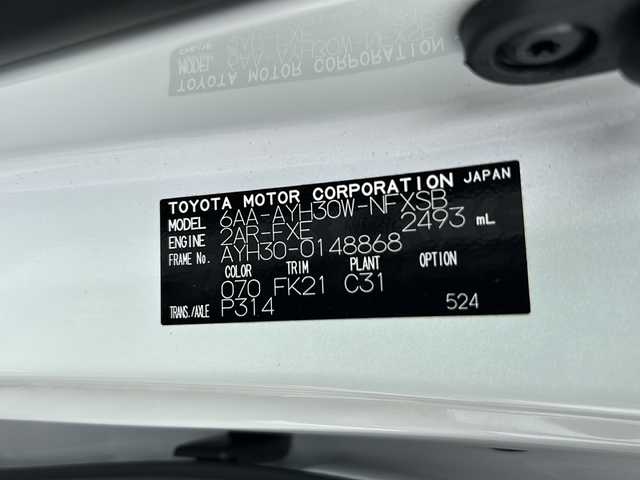 TOYOTA MOTOR CORPORATION JAPAN
MODEL 6AA-AYH30W-NFXSB
ENGINE 2AR-FXE 2493 mL
FRAME No. AYH30-0148868
COLOR TRIM PLANT OPTION
070 FK21 C31
TRANS./AXLE P314 524